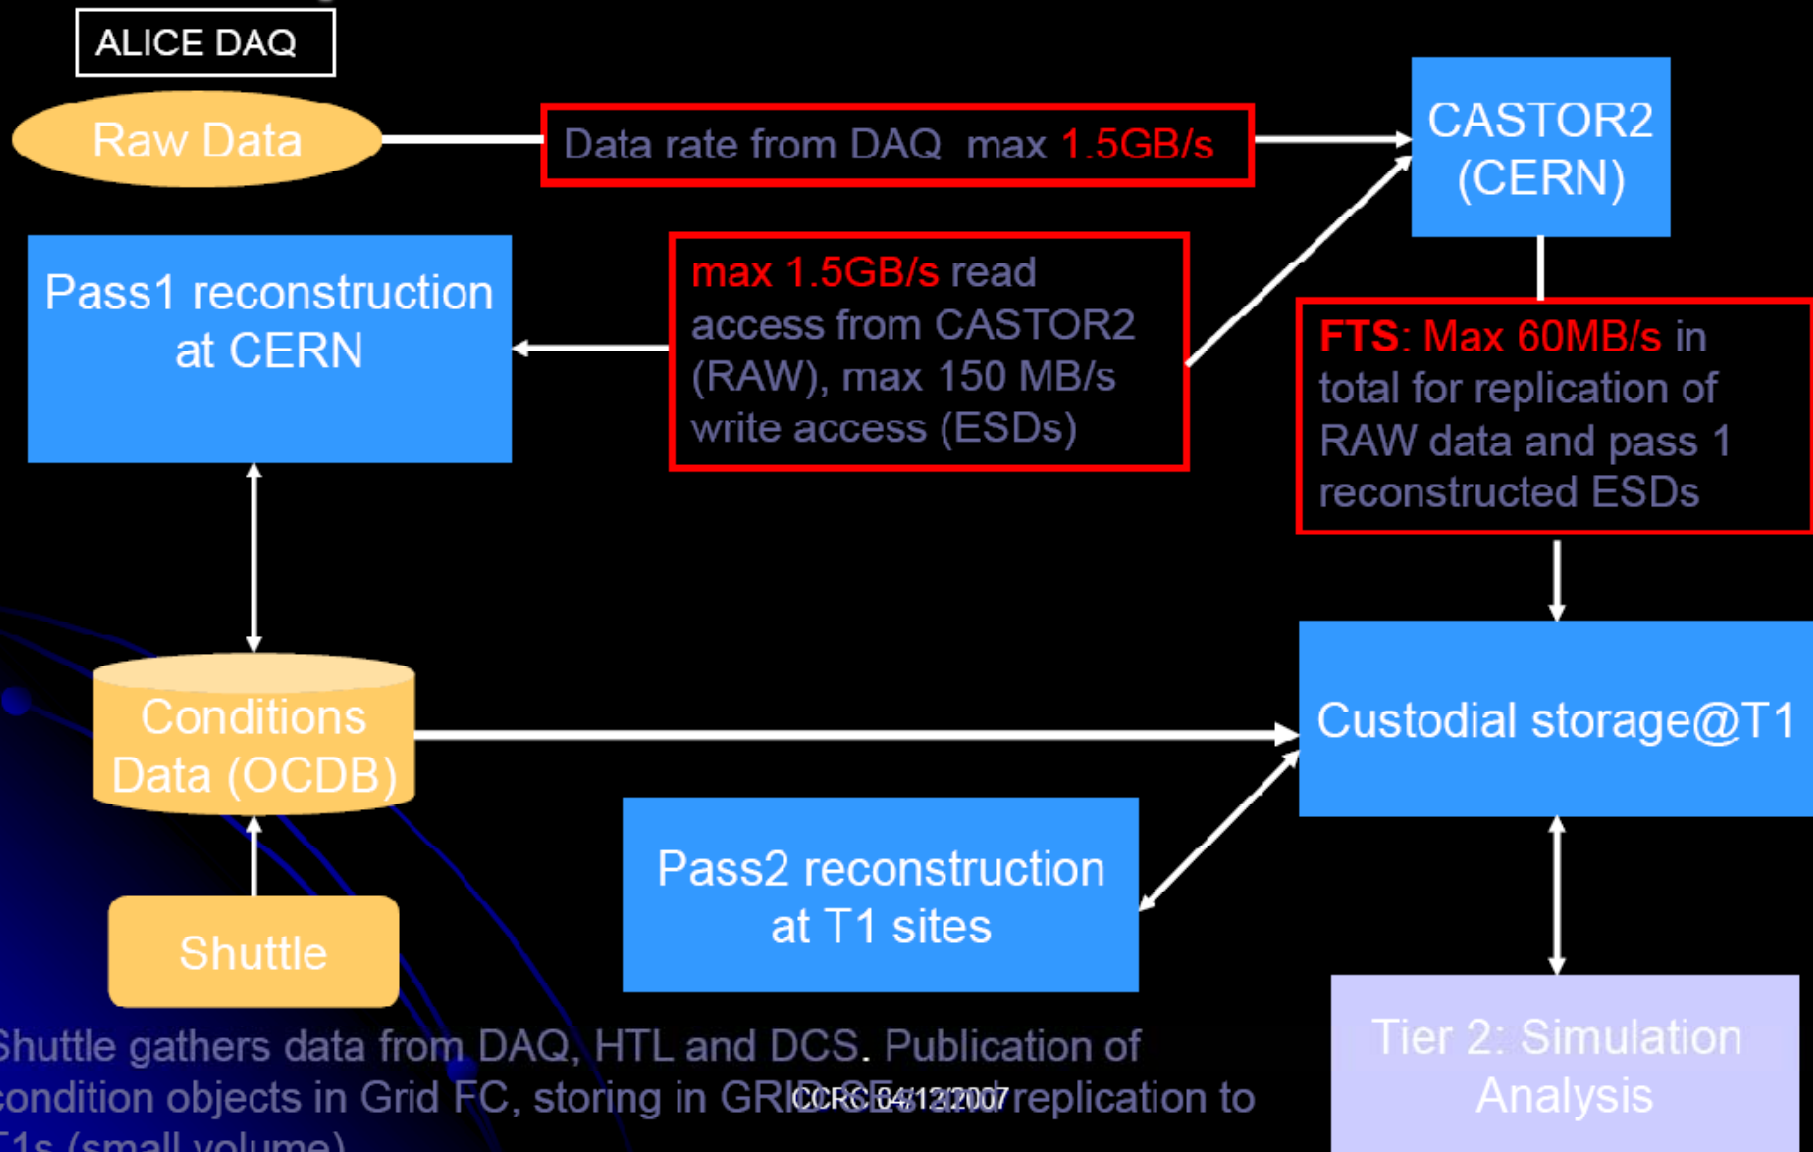 ALICE DAQ
Raw Data
Data rate from DAQ max 1.5GB/s
CASTOR2
(CERN)
Pass1 reconstruction
at CERN
max 1.5GB/s read
access from CASTOR2
(RAW), max 150 MB/s
write access (ESDs)
FTS: Max 60MB/s in
total for replication of
RAW data and pass 1
reconstructed ESDs
Conditions
Data (OCDB)
Custodial storage@T1
Pass2 reconstruction
at T1 sites
Shuttle
Tier 2: Simulation
Analysis
Shuttle gathers data from DAQ, HTL and DCS. Publication of
condition objects in Grid FC, storing in GRID replication to
T1s (small volume)
CCRC 04/12/2007